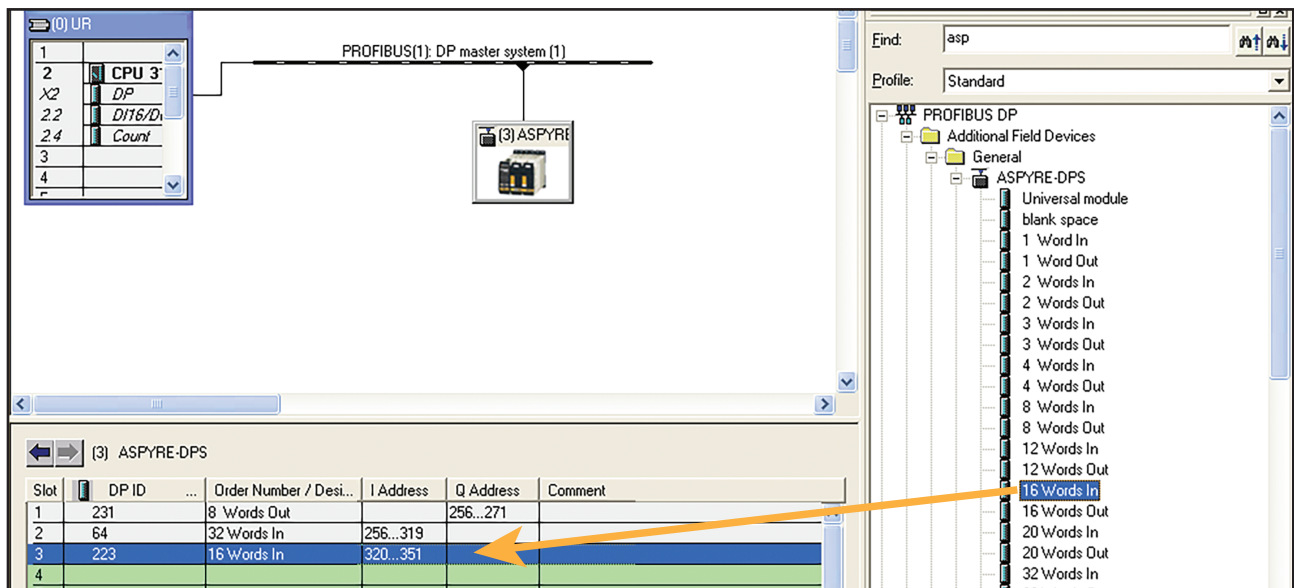 (0) UR
1
2 CPU 3
X2 DP
2.2 DI16/D
2.4 Count
3
4
PROFIBUS(1): DP master system (1)
(3) ASPYRE
(3) ASPYRE-DPS
Slot DP ID ... Order Number / Desi... I Address Q Address Comment
1 231 8 Words Out 256...271
2 64 32 Words In 256...319
3 223 16 Words In 320...351
4
Find: asp
Profile: Standard
PROFIBUS DP
Additional Field Devices
General
ASPYRE-DPS
Universal module
blank space
1 Word In
1 Word Out
2 Words In
2 Words Out
3 Words In
3 Words Out
4 Words In
4 Words Out
8 Words In
8 Words Out
12 Words In
12 Words Out
16 Words In
16 Words Out
20 Words In
20 Words Out
32 Words In